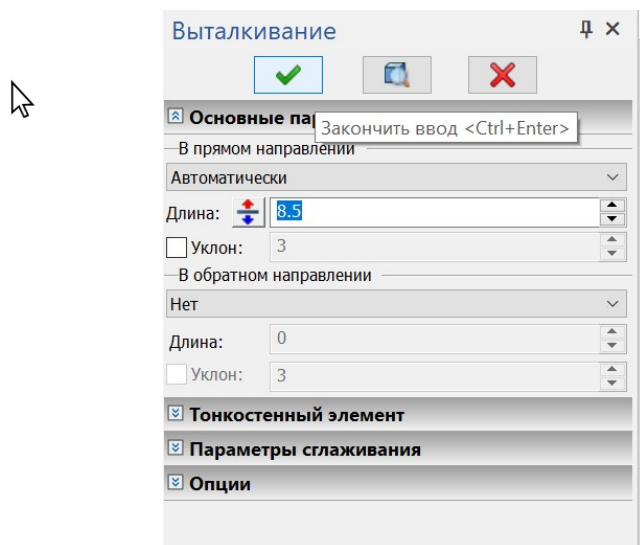 Выталкивание
Основные па
Закончить ввод <Ctrl+Enter>
В прямом направлении
Автоматически
Длина: 8.5
Уклон: 3
В обратном направлении
Нет
Длина: 0
Уклон: 3
Тонкостенный элемент
Параметры сглаживания
Опции